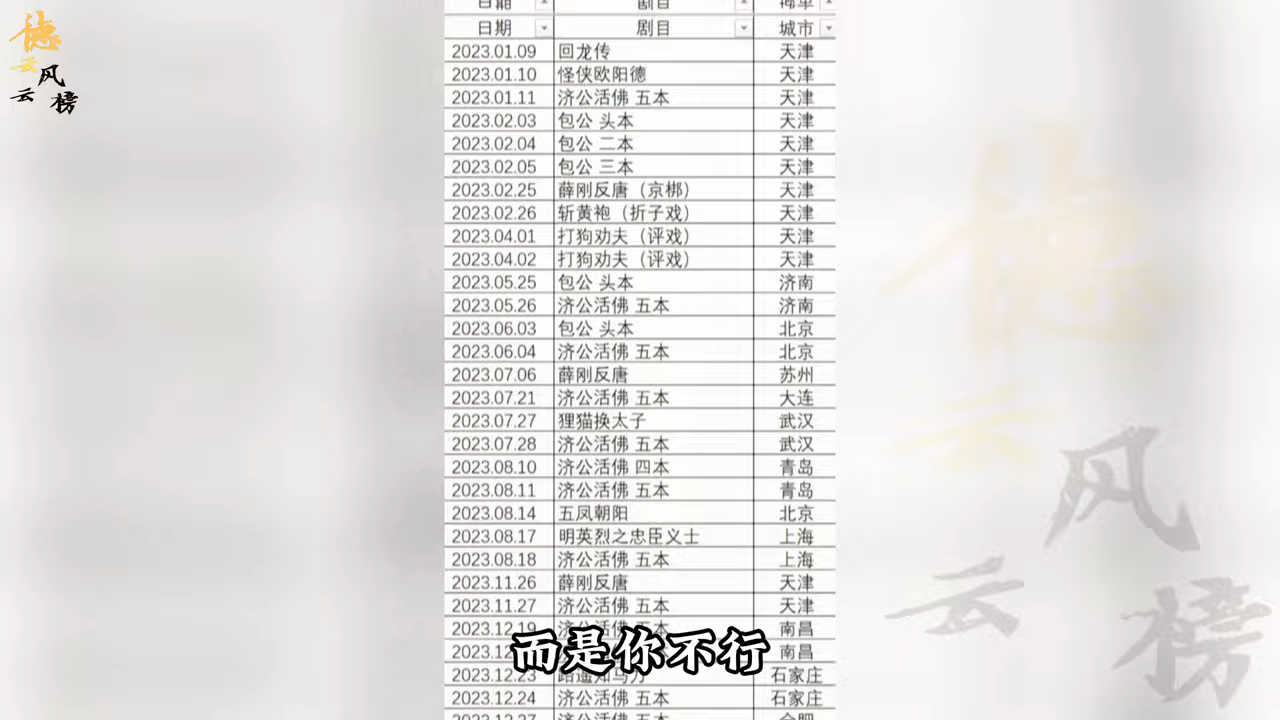 德云
风云榜
日期 剧目 城市
2023.01.09 回龙传 天津
2023.01.10 怪侠欧阳德 天津
2023.01.11 济公活佛 五本 天津
2023.02.03 包公 头本 天津
2023.02.04 包公 二本 天津
2023.02.05 包公 三本 天津
2023.02.25 薛刚反唐（京梆） 天津
2023.02.26 斩黄袍（折子戏） 天津
2023.04.01 打狗劝夫（评戏） 天津
2023.04.02 打狗劝夫（评戏） 天津
2023.05.25 包公 头本 济南
2023.05.26 济公活佛 五本 济南
2023.06.03 包公 头本 北京
2023.06.04 济公活佛 五本 北京
2023.07.06 薛刚反唐 苏州
2023.07.21 济公活佛 五本 大连
2023.07.27 狸猫换太子 武汉
2023.07.28 济公活佛 五本 武汉
2023.08.10 济公活佛 四本 青岛
2023.08.11 济公活佛 五本 青岛
2023.08.14 五凤朝阳 北京
2023.08.17 明英烈之忠臣义士 上海
2023.08.18 济公活佛 五本 上海
2023.11.26 薛刚反唐 天津
2023.11.27 济公活佛 五本 天津
2023.12.19 南昌
南昌
2023.12.23 路遥知马力 石家庄
2023.12.24 济公活佛 五本 石家庄
而是你不行
德云
风云榜